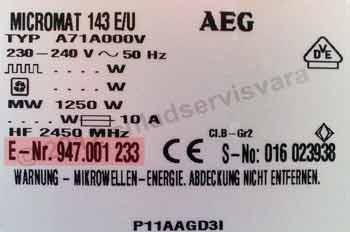 MICROMAT 143 E/U AEG
TYP A71A000V
230-240 V ~ 50 Hz
.... W
.... W
MW 1250 W
...W 10 A
HF 2450 MHz
Cl.B-Gr2
E-Nr. 947.001 233 CE S-No: 016 023938
WARNUNG - MIKROWELLEN-ENERGIE. ABDECKUNG NICHT ENTFERNEN.
P11AAGD3I
VDE